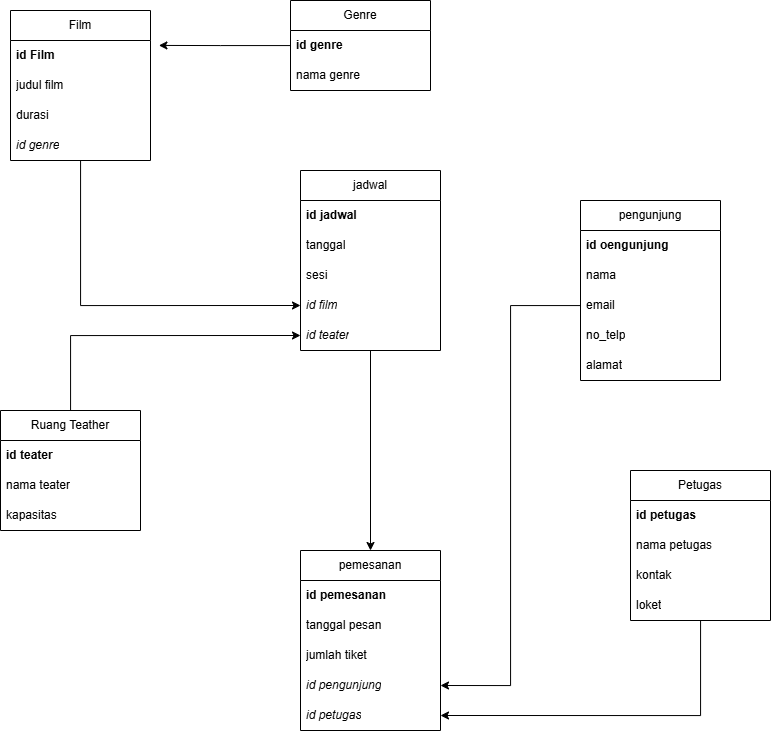 Film
id Film
judul film
durasi
id genre
Genre
id genre
nama genre
jadwal
id jadwal
tanggal
sesi
id film
id teater
pengunjung
id oengunjung
nama
email
no_telp
alamat
Ruang Teather
id teater
nama teater
kapasitas
Petugas
id petugas
nama petugas
kontak
loket
pemesanan
id pemesanan
tanggal pesan
jumlah tiket
id pengunjung
id petugas